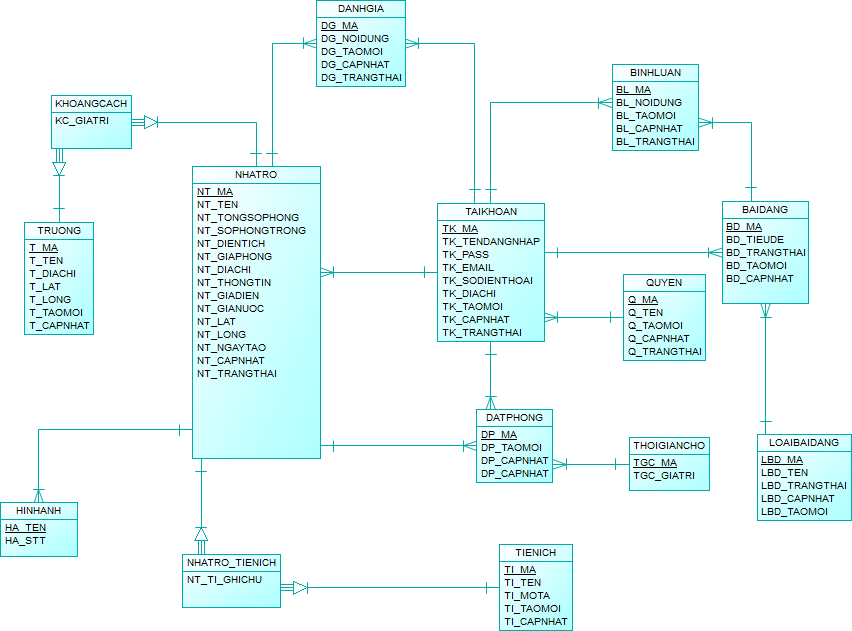 DANHGIA
DG_MA
DG_NOIDUNG
DG_TAOMOI
DG_CAPNHAT
DG_TRANGTHAI
BINHLUAN
BL_MA
BL_NOIDUNG
BL_TAOMOI
BL_CAPNHAT
BL_TRANGTHAI
KHOANGCACH
KC_GIATRI
NHATRO
NT_MA
NT_TEN
NT_TONGSOPHONG
NT_SOPHONGTRONG
NT_DIENTICH
NT_GIAPHONG
NT_DIACHI
NT_THONGTIN
NT_GIADIEN
NT_GIANUOC
NT_LAT
NT_LONG
NT_NGAYTAO
NT_CAPNHAT
NT_TRANGTHAI
TRUONG
T_MA
T_TEN
T_DIACHI
T_LAT
T_LONG
T_TAOMOI
T_CAPNHAT
TAIKHOAN
TK_MA
TK_TENDANGNHAP
TK_PASS
TK_EMAIL
TK_SODIENTHOAI
TK_DIACHI
TK_TAOMOI
TK_CAPNHAT
TK_TRANGTHAI
BAIDANG
BD_MA
BD_TIEUDE
BD_TRANGTHAI
BD_TAOMOI
BD_CAPNHAT
QUYEN
Q_MA
Q_TEN
Q_TAOMOI
Q_CAPNHAT
Q_TRANGTHAI
DATPHONG
DP_MA
DP_TAOMOI
DP_CAPNHAT
DP_CAPNHAT
THOIGIANCHO
TGC_MA
TGC_GIATRI
LOAIBAIDANG
LBD_MA
LBD_TEN
LBD_TRANGTHAI
LBD_CAPNHAT
LBD_TAOMOI
HINHANH
HA_TEN
HA_STT
NHATRO_TIENICH
NT_TI_GHICHU
TIENICH
TI_MA
TI_TEN
TI_MOTA
TI_TAOMOI
TI_CAPNHAT